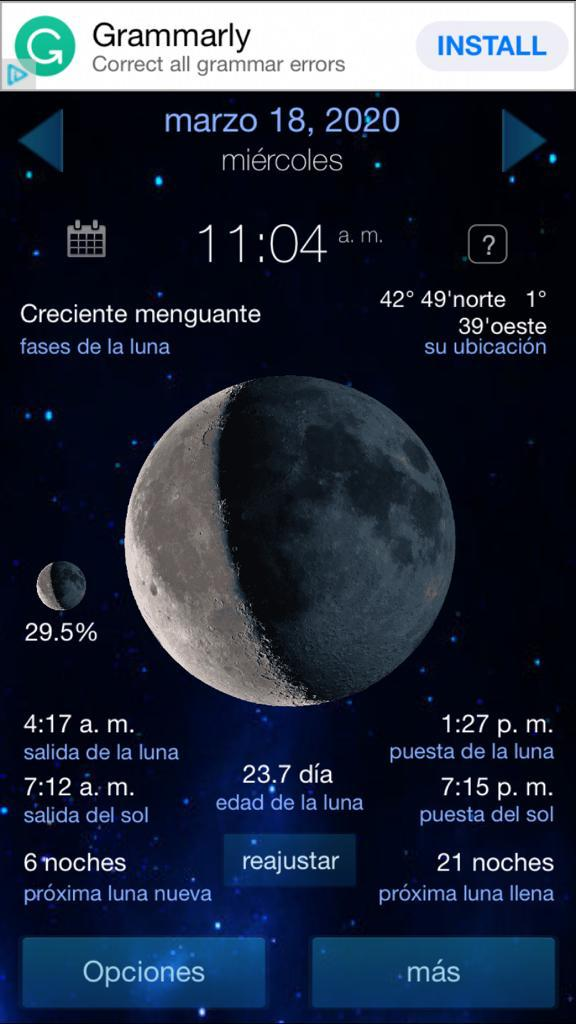 Grammarly
Correct all grammar errors
INSTALL
marzo 18, 2020
miércoles
11:04 a. m.
?
Creciente menguante
fases de la luna
42° 49'norte 1°
39'oeste
su ubicación
29.5%
4:17 a. m.
salida de la luna
1:27 p. m.
puesta de la luna
7:12 a. m.
salida del sol
23.7 día
edad de la luna
7:15 p. m.
puesta del sol
6 noches
próxima luna nueva
reajustar
21 noches
próxima luna llena
Opciones
más